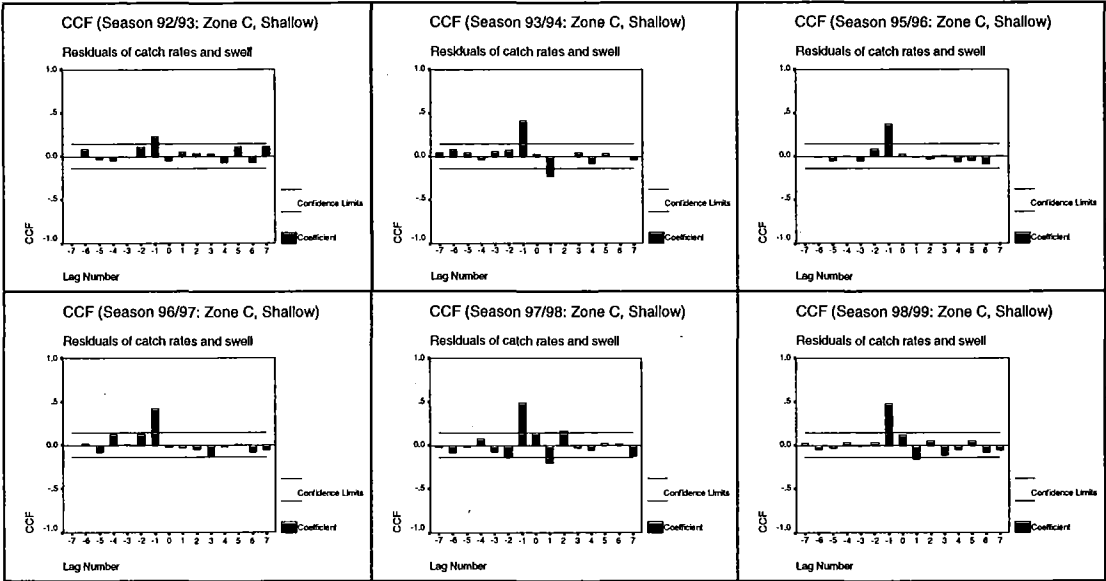 CCF (Season 92/93: Zone C, Shallow)
Residuals of catch rates and swell
1.0
.5
0.0
-.5
-1.0
CCF
-7 -6 -5 -4 -2 -1 0 1 2 3 4 5 6 7
Lag Number
Confidence Limits
Coefficient
CCF (Season 93/94: Zone C, Shallow)
Residuals of catch rates and swell
1.0
.5
0.0
-.5
-1.0
CCF
-7 -6 -5 -4 -2 -1 0 1 2 3 4 5 6 7
Lag Number
Confidence Limits
Coefficient
CCF (Season 95/96: Zone C, Shallow)
Residuals of catch rates and swell
1.0
.5
0.0
-.5
-1.0
CCF
-7 -6 -5 -4 -2 -1 0 1 2 3 4 5 6 7
Lag Number
Confidence Limits
Coefficient
CCF (Season 96/97: Zone C, Shallow)
Residuals of catch rates and swell
1.0
.5
0.0
-.5
-1.0
CCF
-7 -6 -5 -4 -2 -1 0 1 2 3 4 5 6 7
Lag Number
Confidence Limits
Coefficient
CCF (Season 97/98: Zone C, Shallow)
Residuals of catch rates and swell
1.0
.5
0.0
-.5
-1.0
CCF
-7 -6 -5 -4 -2 -1 0 1 2 3 4 5 6 7
Lag Number
Confidence Limits
Coefficient
CCF (Season 98/99: Zone C, Shallow)
Residuals of catch rates and swell
1.0
.5
0.0
-.5
-1.0
CCF
-7 -6 -5 -4 -2 -1 0 1 2 3 4 5 6 7
Lag Number
Confidence Limits
Coefficient